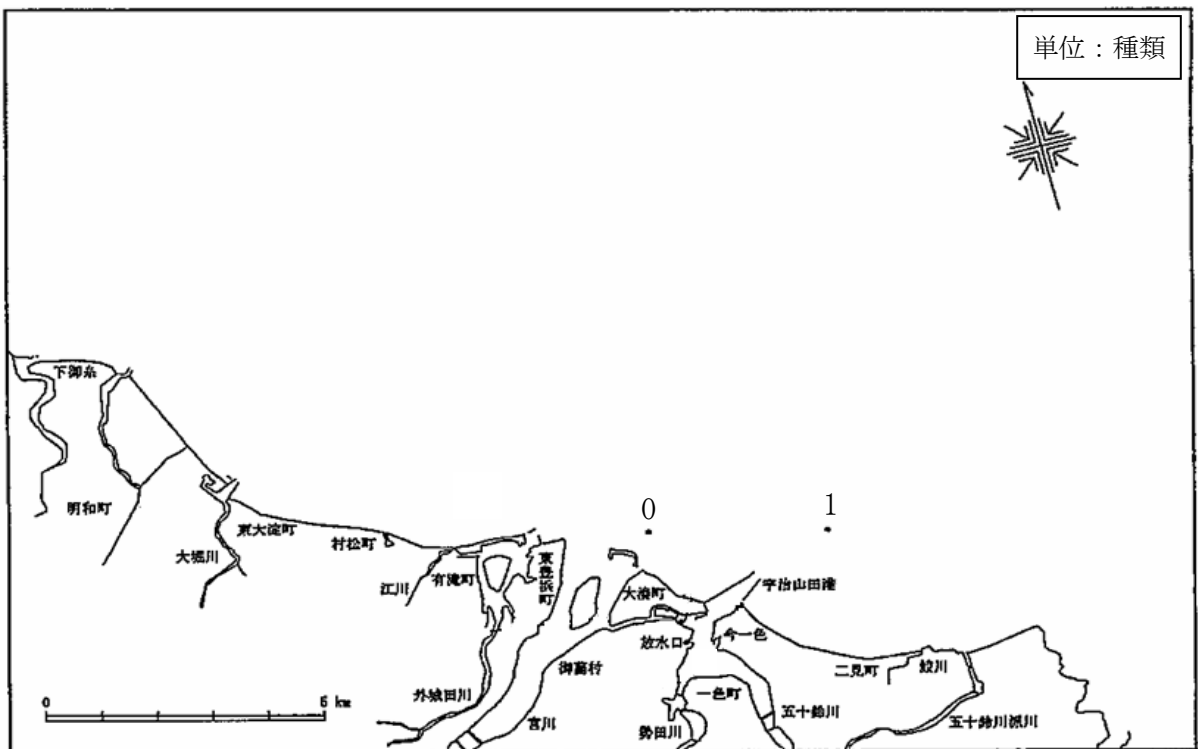 単位:種類
下御糸
明和町
大堀川
東大淀町
村松町
江川
有滝町
東豊浜町
0
1
大湊町
宇治山田港
放水口
今一色
御薗村
二見町
外城田川
宮川
勢田川
一色町
五十鈴川
五十鈴川派川
0
5 km